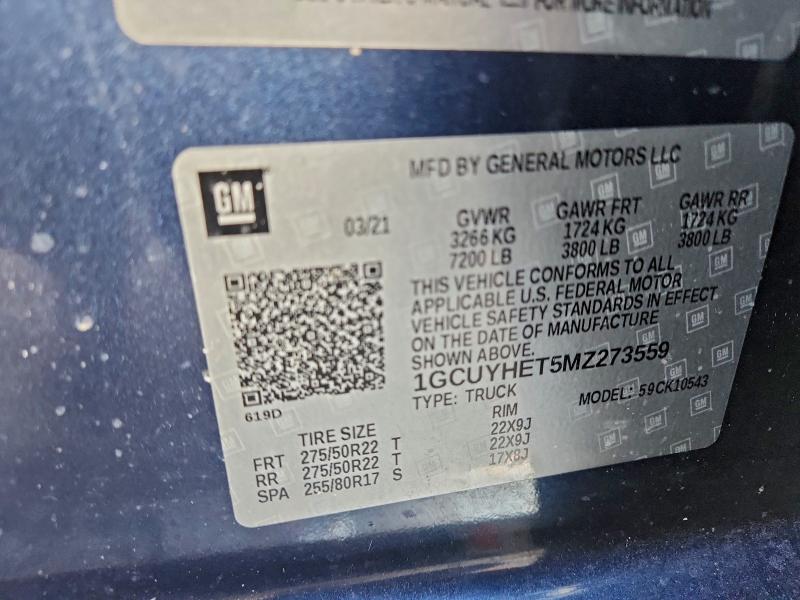 FOR MORE INFORMATION
GM
MFD BY GENERAL MOTORS LLC
03/21
GVWR GAWR FRT GAWR RR
3266 KG 1724 KG 1724 KG
7200 LB 3800 LB 3800 LB
THIS VEHICLE CONFORMS TO ALL
APPLICABLE U.S. FEDERAL MOTOR
VEHICLE SAFETY STANDARDS IN EFFECT
ON THE DATE OF MANUFACTURE
SHOWN ABOVE.
1GCUYHET5MZ273559
TYPE: TRUCK MODEL: 59CK10543
619D
TIRE SIZE RIM
FRT 275/50R22 T 22X9J
RR 275/50R22 T 22X9J
SPA 255/80R17 S 17X8J